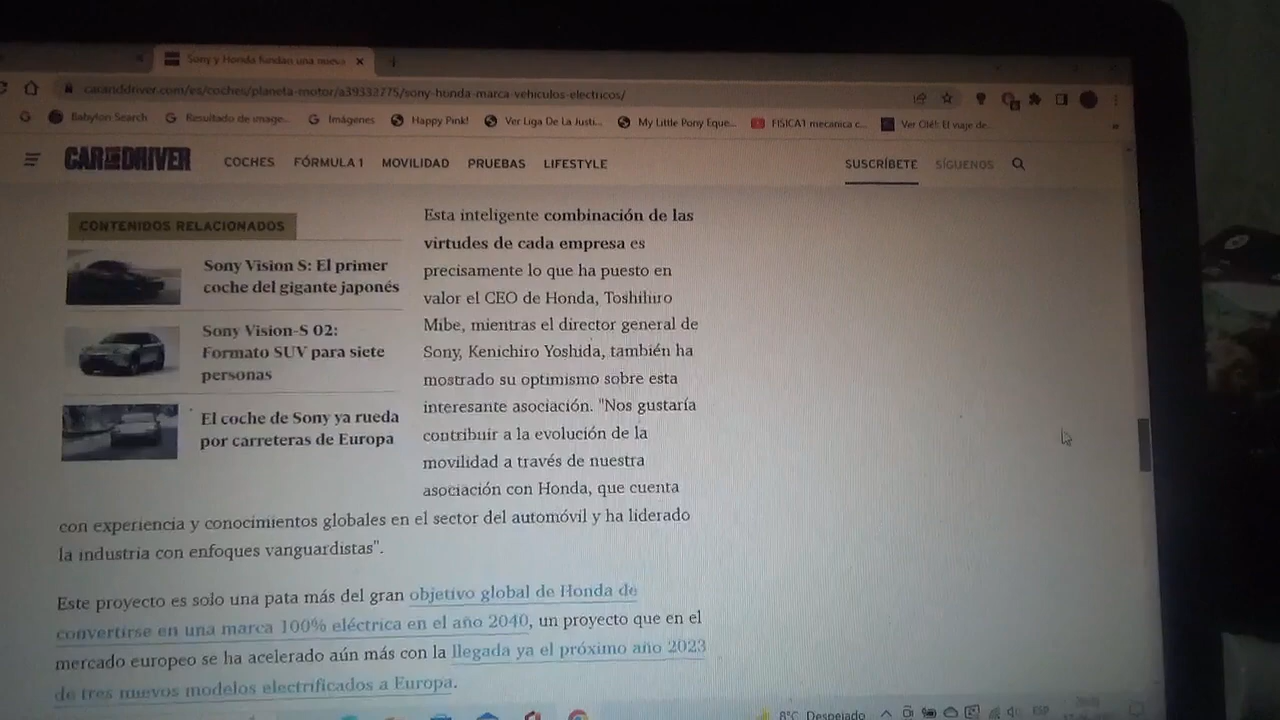 Sony y Honda fundan una nueva
caranddriver.com/es/coches/planeta-motor/a39332775/sony-honda-marca-vehiculos-electricos/
Babylon Search
Resultado de image...
Imágenes
Happy Pink!
Ver Liga De La Justi...
My Little Pony Eque...
FISICA1 mecanica c...
Ver Olé!: El viaje de...
CAR AND DRIVER
COCHES FÓRMULA 1 MOVILIDAD PRUEBAS LIFESTYLE
SUSCRÍBETE SÍGUENOS
CONTENIDOS RELACIONADOS
Sony Vision S: El primer
coche del gigante japonés
Sony Vision-S 02:
Formato SUV para siete
personas
El coche de Sony ya rueda
por carreteras de Europa
Esta inteligente combinación de las
virtudes de cada empresa es
precisamente lo que ha puesto en
valor el CEO de Honda, Toshihiro
Mibe, mientras el director general de
Sony, Kenichiro Yoshida, también ha
mostrado su optimismo sobre esta
interesante asociación. "Nos gustaría
contribuir a la evolución de la
movilidad a través de nuestra
asociación con Honda, que cuenta
con experiencia y conocimientos globales en el sector del automóvil y ha liderado
la industria con enfoques vanguardistas".
Este proyecto es solo una pata más del gran objetivo global de Honda de
convertirse en una marca 100% eléctrica en el año 2040, un proyecto que en el
mercado europeo se ha acelerado aún más con la llegada ya el próximo año 2023
de tres nuevos modelos electrificados a Europa.
8°C Despejado
ESP